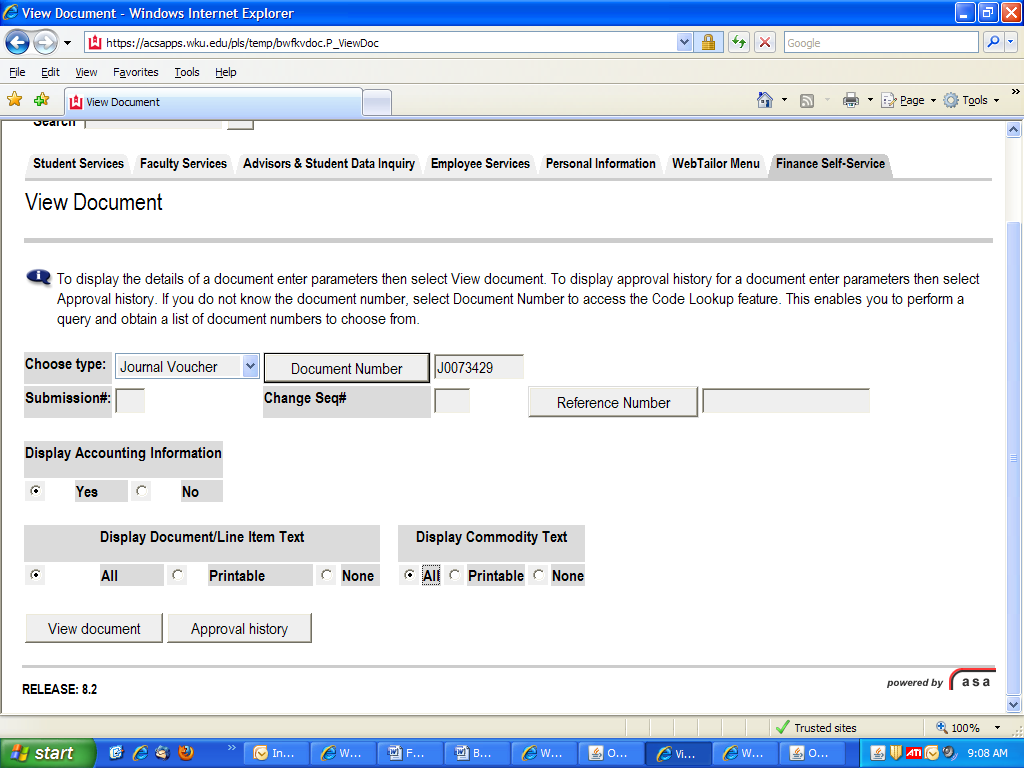 View Document - Windows Internet Explorer
https://acsapps.wku.edu/pls/temp/bwfkvdoc.P_ViewDoc
Google
File Edit View Favorites Tools Help
View Document
Page Tools »
Search
Student Services Faculty Services Advisors & Student Data Inquiry Employee Services Personal Information WebTailor Menu Finance Self-Service
View Document
To display the details of a document enter parameters then select View document. To display approval history for a document enter parameters then select
Approval history. If you do not know the document number, select Document Number to access the Code Lookup feature. This enables you to perform a
query and obtain a list of document numbers to choose from.
Choose type: Journal Voucher Document Number J0073429
Submission#: Change Seq# Reference Number
Display Accounting Information
Yes No
Display Document/Line Item Text Display Commodity Text
All Printable None All Printable None
View document Approval history
RELEASE: 8.2
powered by asa
Trusted sites 100%
start » In... W... F... B... W... O... Vi... W... O... ATI 9:08 AM